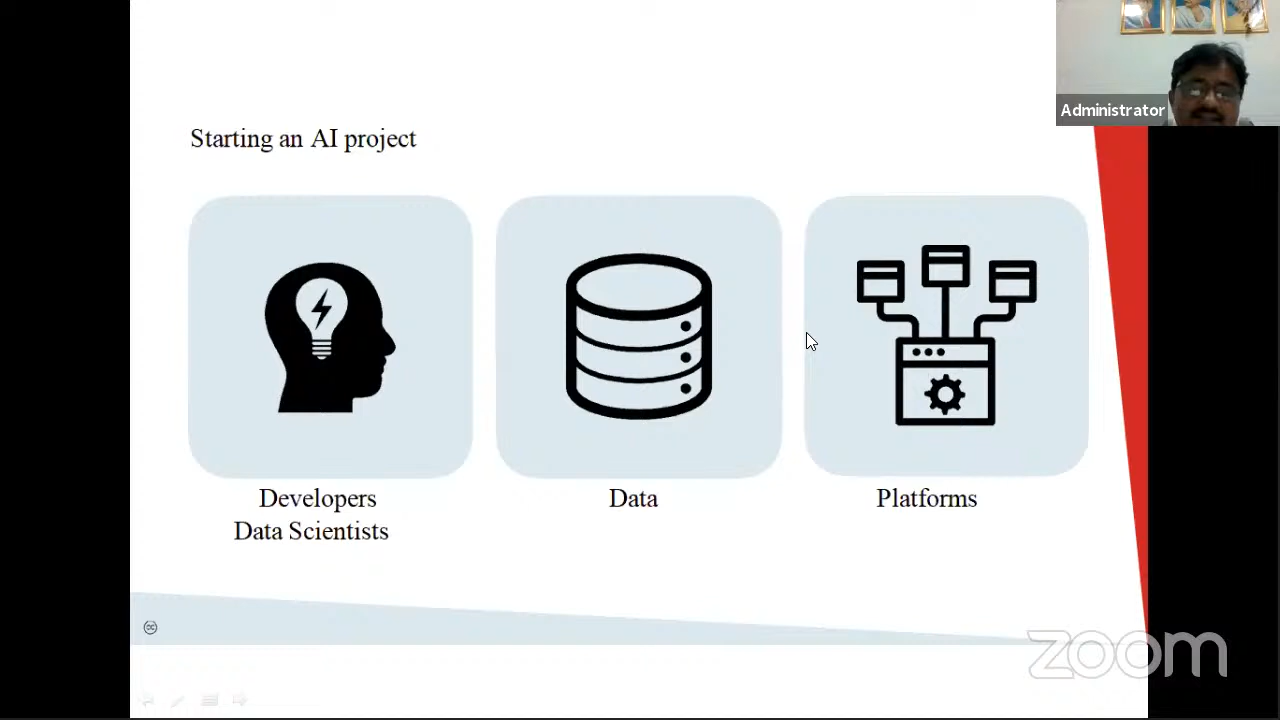 Administrator
Starting an AI project
Developers
Data Scientists
Data
Platforms
zoom